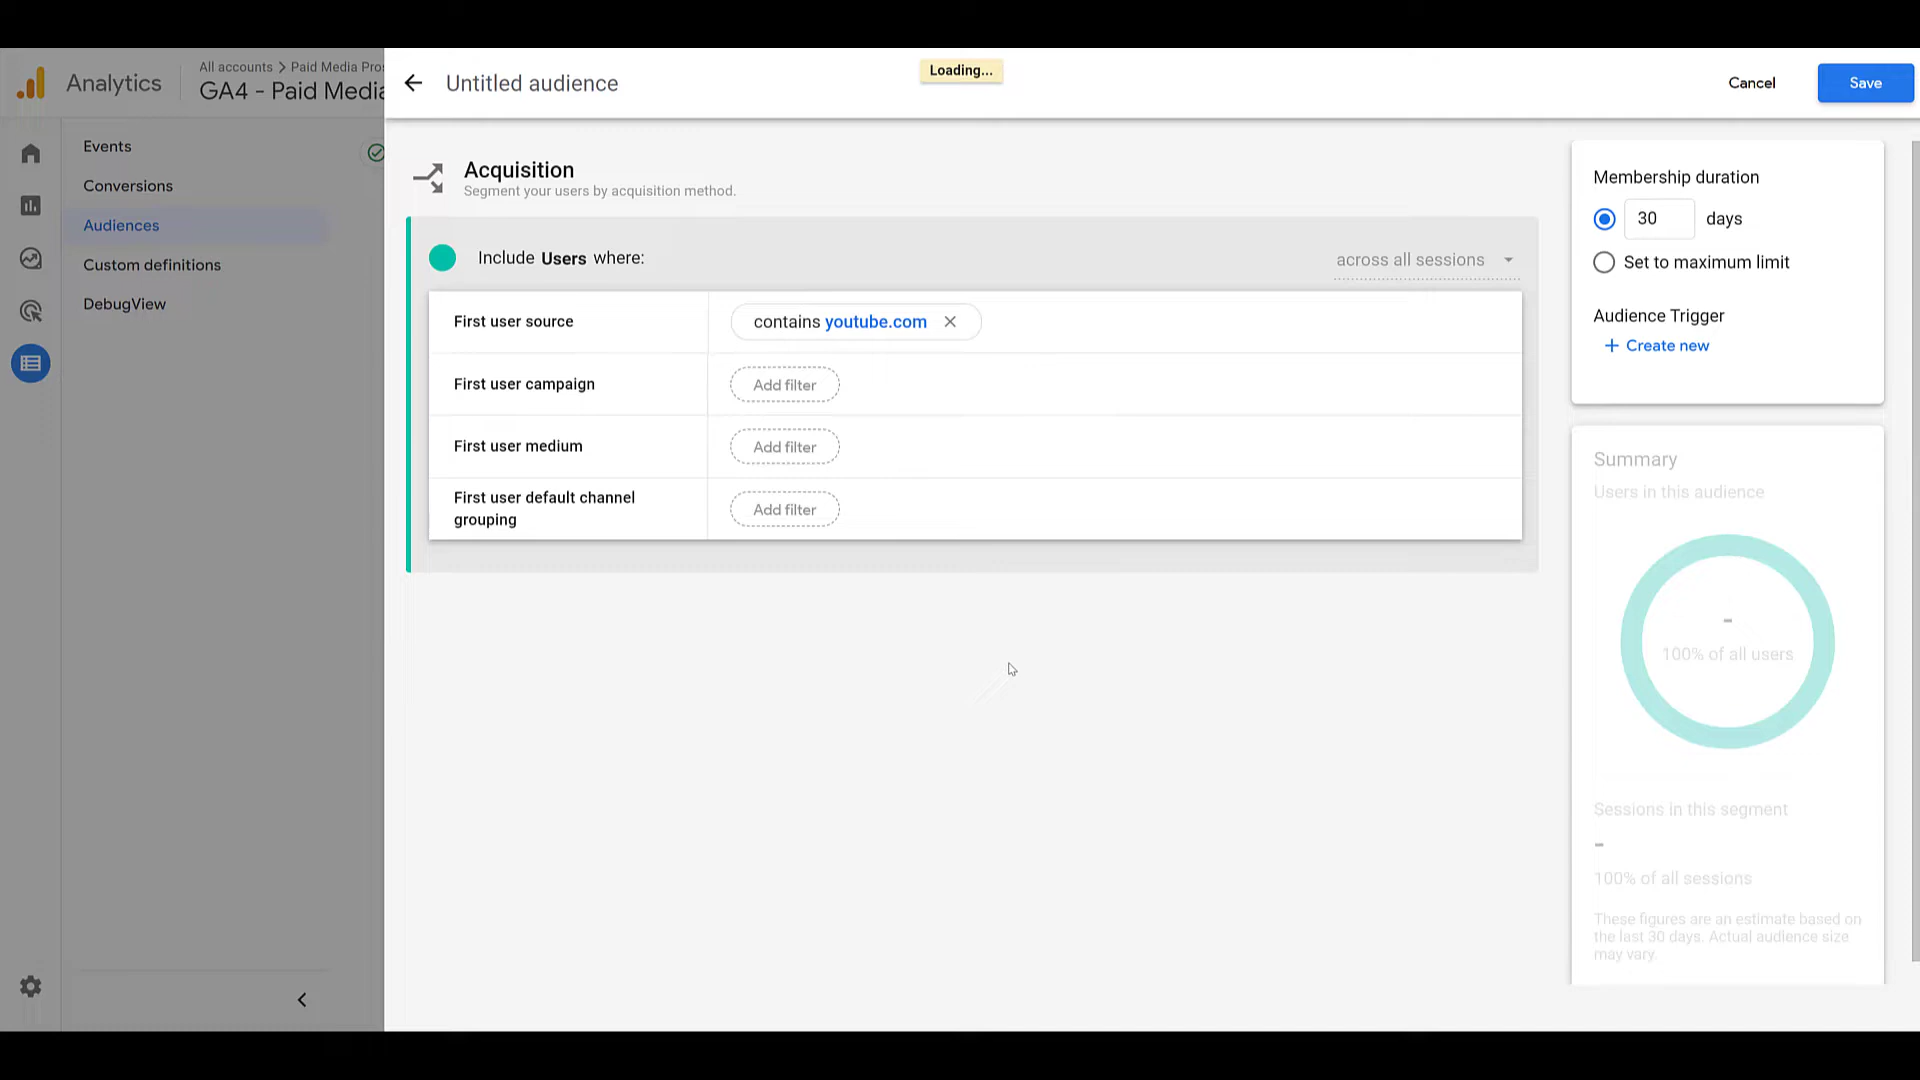 Analytics
All accounts > Paid Media Pros
GA4 - Paid Media
Untitled audience
Loading...
Cancel
Save
Events
Conversions
Audiences
Custom definitions
DebugView
Acquisition
Segment your users by acquisition method.
Include Users where:
across all sessions
First user source
contains youtube.com
First user campaign
Add filter
First user medium
Add filter
First user default channel
grouping
Add filter
Membership duration
30 days
Set to maximum limit
Audience Trigger
+ Create new
Summary
Users in this audience
-
100% of all users
Sessions in this segment
-
100% of all sessions
These figures are an estimate based on
the last 30 days. Actual audience size
may vary.